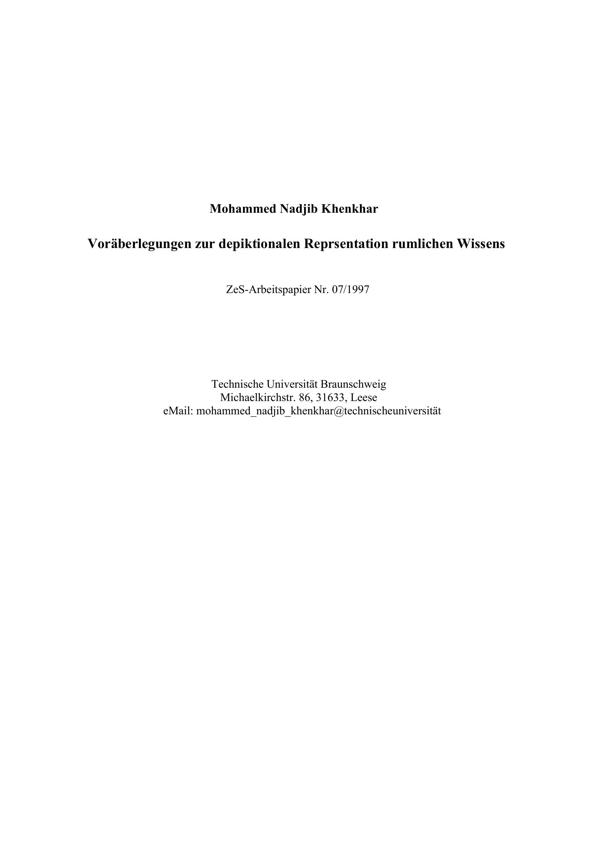 Mohammed Nadjib Khenkhar
Voräberlegungen zur depiktionalen Reprsentation rumlichen Wissens
ZeS-Arbeitspapier Nr. 07/1997
Technische Universität Braunschweig
Michaelkirchstr. 86, 31633, Leese
eMail: mohammed_nadjib_khenkhar@technischeuniversität